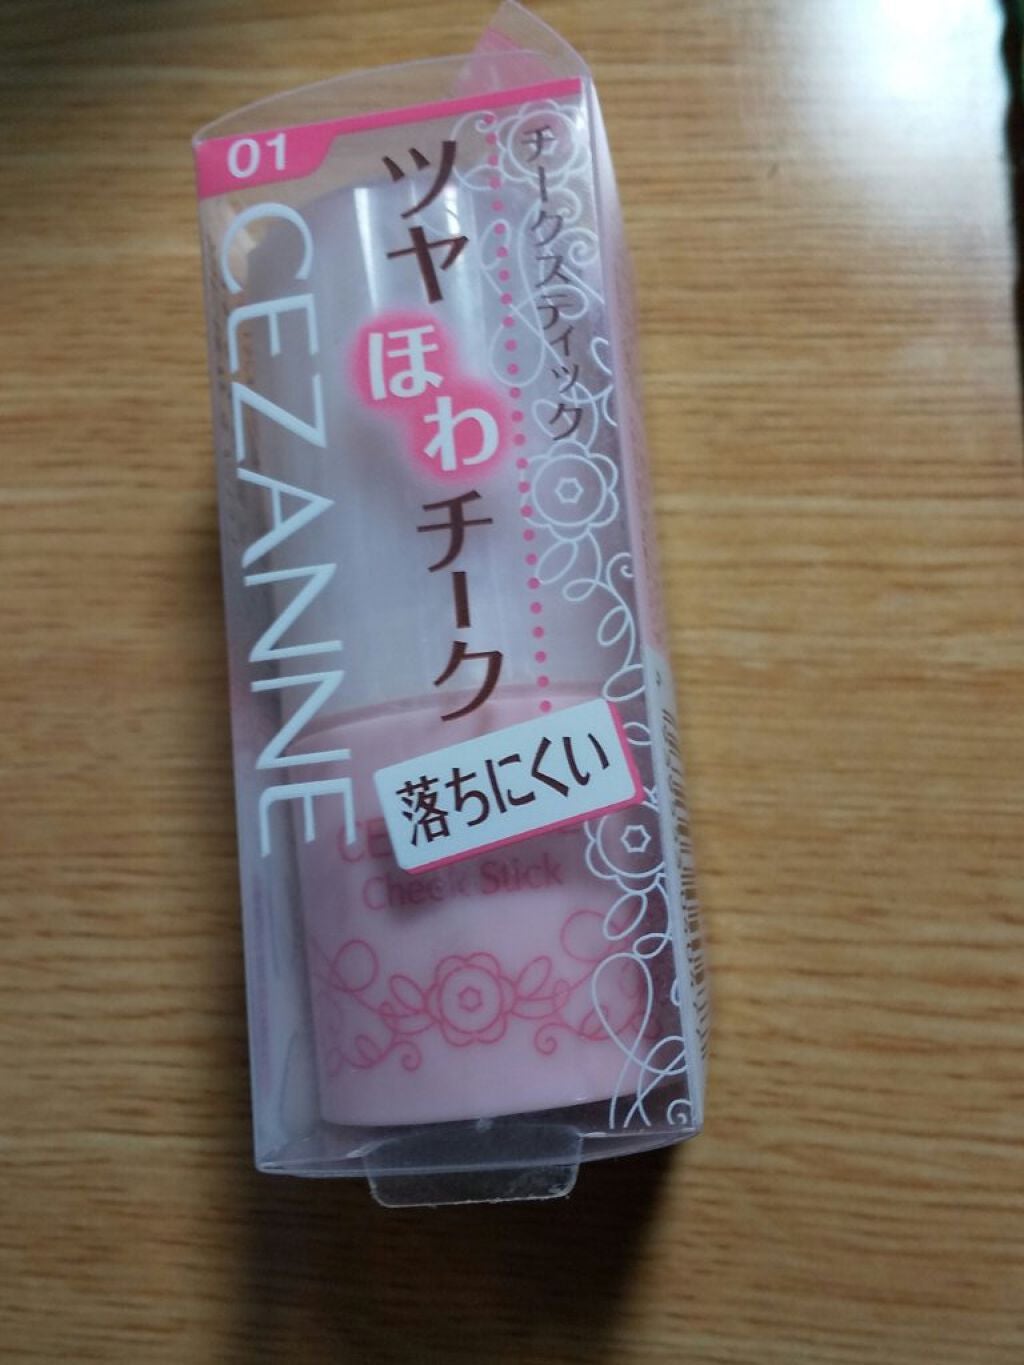 01
CEZANNE
チークスティック
ツヤ
ほわ
チーク
落ちにくい
Cheek Stick